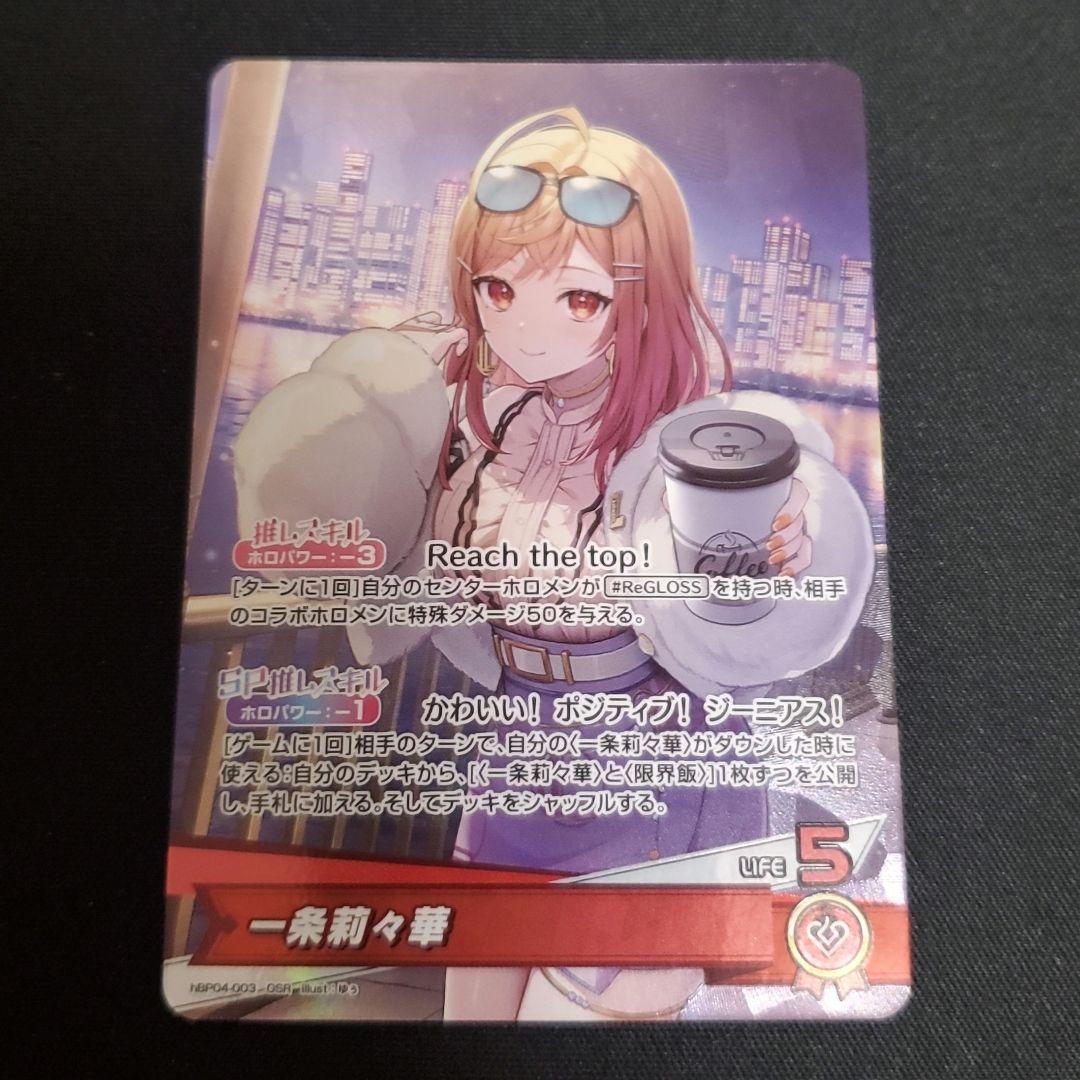 推しスキル
ホロパワー：－3
Reach the top!
[ターンに1回]自分のセンターホロメンが #ReGLOSS を持つ時、相手
のコラボホロメンに特殊ダメージ50を与える。
SP推しスキル
ホロパワー：－1
かわいい！ ポジティブ！ ジーニアス！
[ゲームに1回]相手のターンで、自分の〈一条莉々華〉がダウンした時に
使える：自分のデッキから、[〈一条莉々華〉と〈限界飯〉]1枚ずつを公開
し、手札に加える。そしてデッキをシャッフルする。
Coffee
LIFE 5
一条莉々華
hBP04-003 OSR illust：ゆぅ